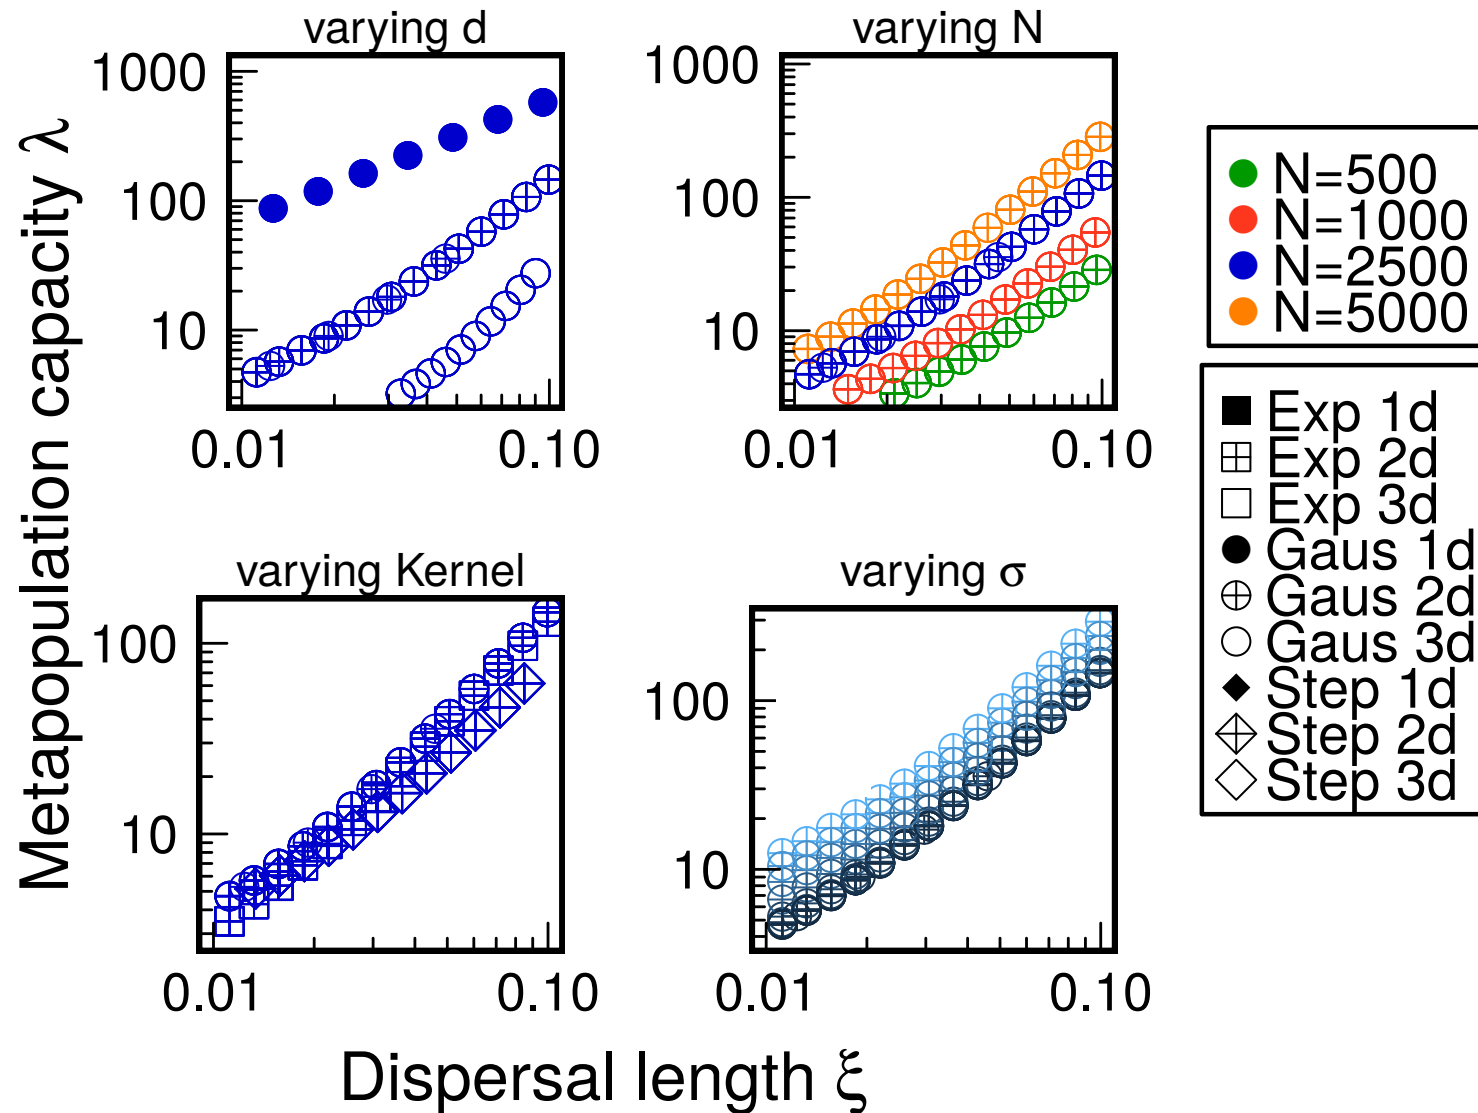 varying d
varying N
1000
100
10
0.01
0.10
1000
100
10
0.01
0.10
N=500
N=1000
N=2500
N=5000
Exp 1d
Exp 2d
Exp 3d
Gaus 1d
Gaus 2d
Gaus 3d
Step 1d
Step 2d
Step 3d
Metapopulation capacity λ
varying Kernel
varying σ
100
10
0.01
0.10
100
10
0.01
0.10
Dispersal length ξ